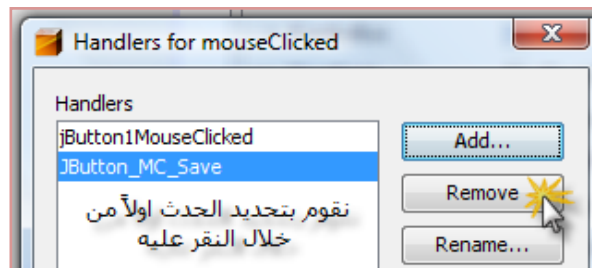 Handlers for mouseClicked
Handlers
jButton1MouseClicked
JButton_MC_Save
نقوم بتحديد الحدث اولاً من
خلال النقر عليه
Add...
Remove
Rename...